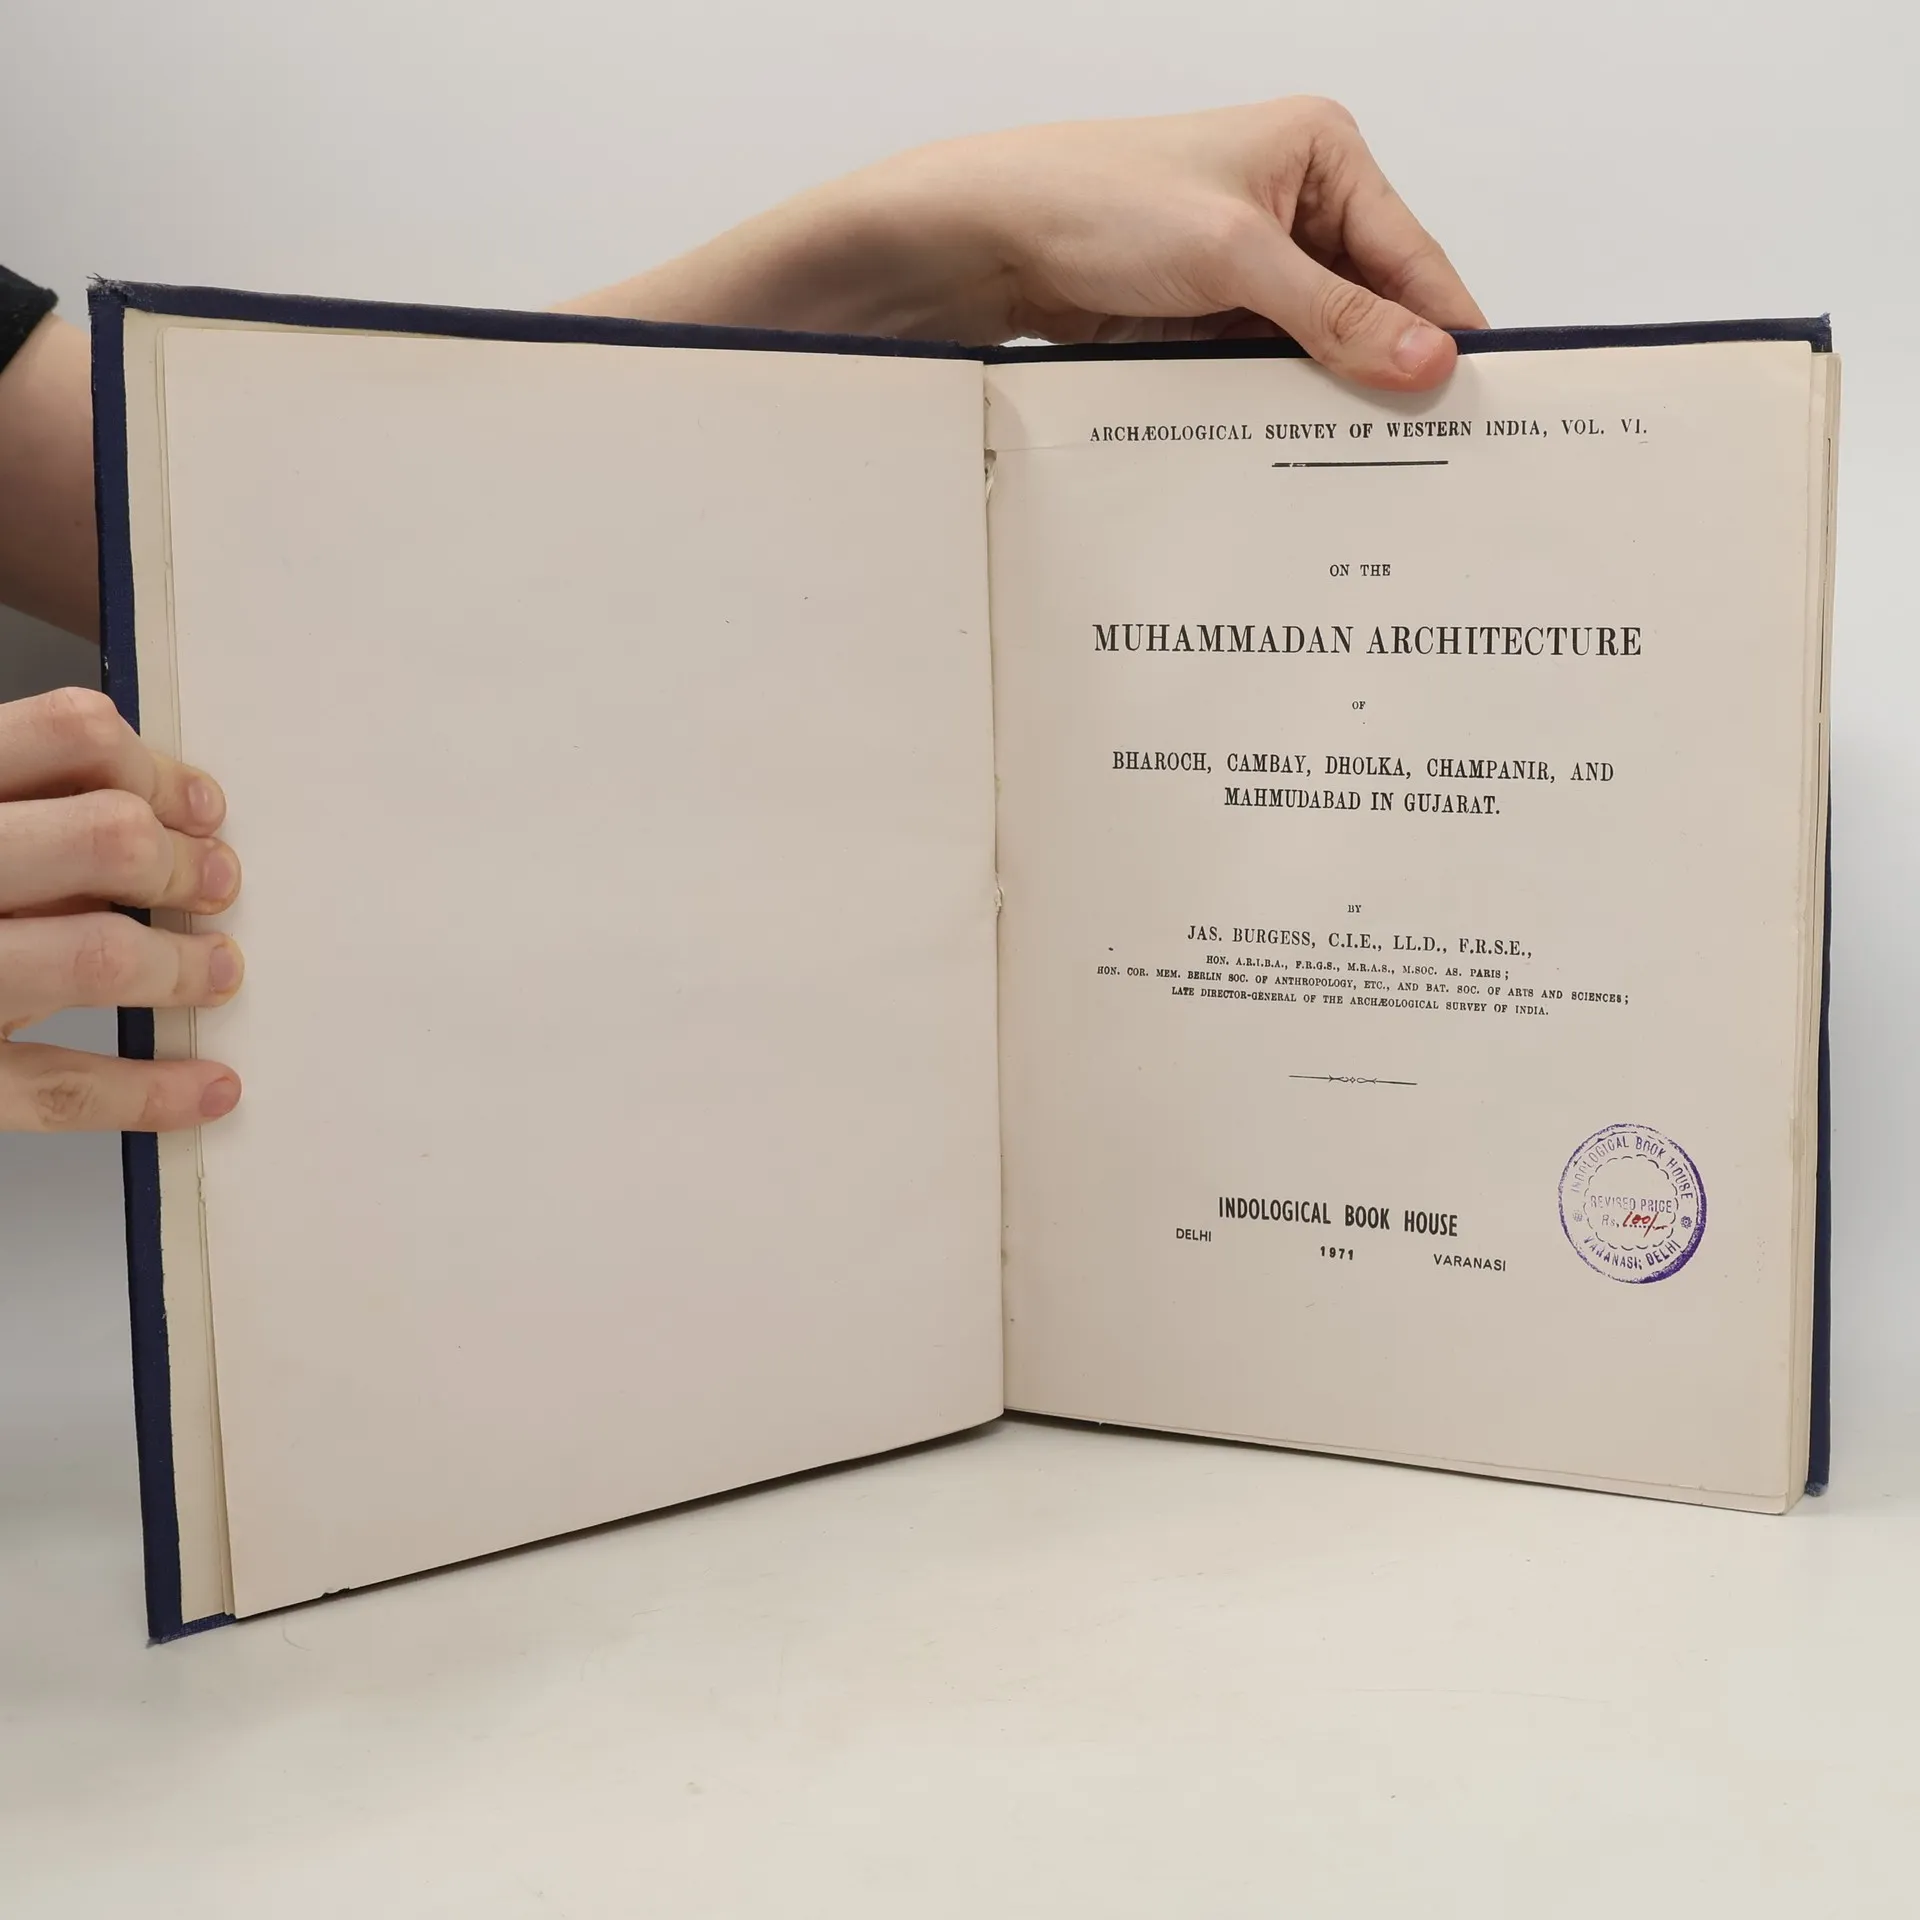 ARCHÆOLOGICAL SURVEY OF WESTERN INDIA, VOL. VI.
ON THE
MUHAMMADAN ARCHITECTURE
OF
BHAROCH, CAMBAY, DHOLKA, CHAMPANIR, AND
MAHMUDABAD IN GUJARAT.
BY
JAS. BURGESS, C.I.E., LL.D., F.R.S.E.,
HON. A.R.I.B.A., F.R.G.S., M.R.A.S., M.SOC. AS. PARIS;
HON. COR. MEM. BERLIN SOC. OF ANTHROPOLOGY, ETC., AND BAT. SOC. OF ARTS AND SCIENCES;
LATE DIRECTOR-GENERAL OF THE ARCHÆOLOGICAL SURVEY OF INDIA.
INDOLOGICAL BOOK HOUSE
DELHI 1971 VARANASI
INDOLOGICAL BOOK HOUSE
REVISED PRICE
Rs. 180/-
VARANASI; DELHI